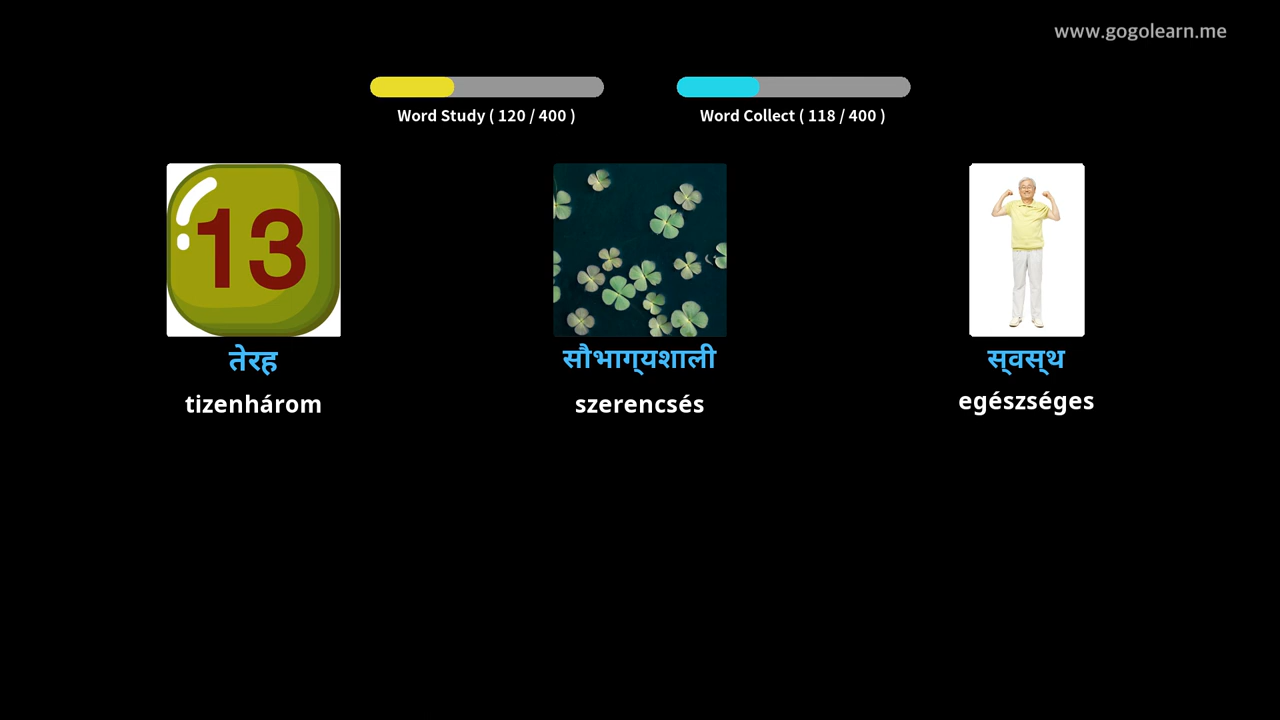 www.gogolearn.me
Word Study ( 120 / 400 )
Word Collect ( 118 / 400 )
13
तेरह
सौभाग्यशाली
स्वस्थ
tizenhárom
szerencsés
egészséges